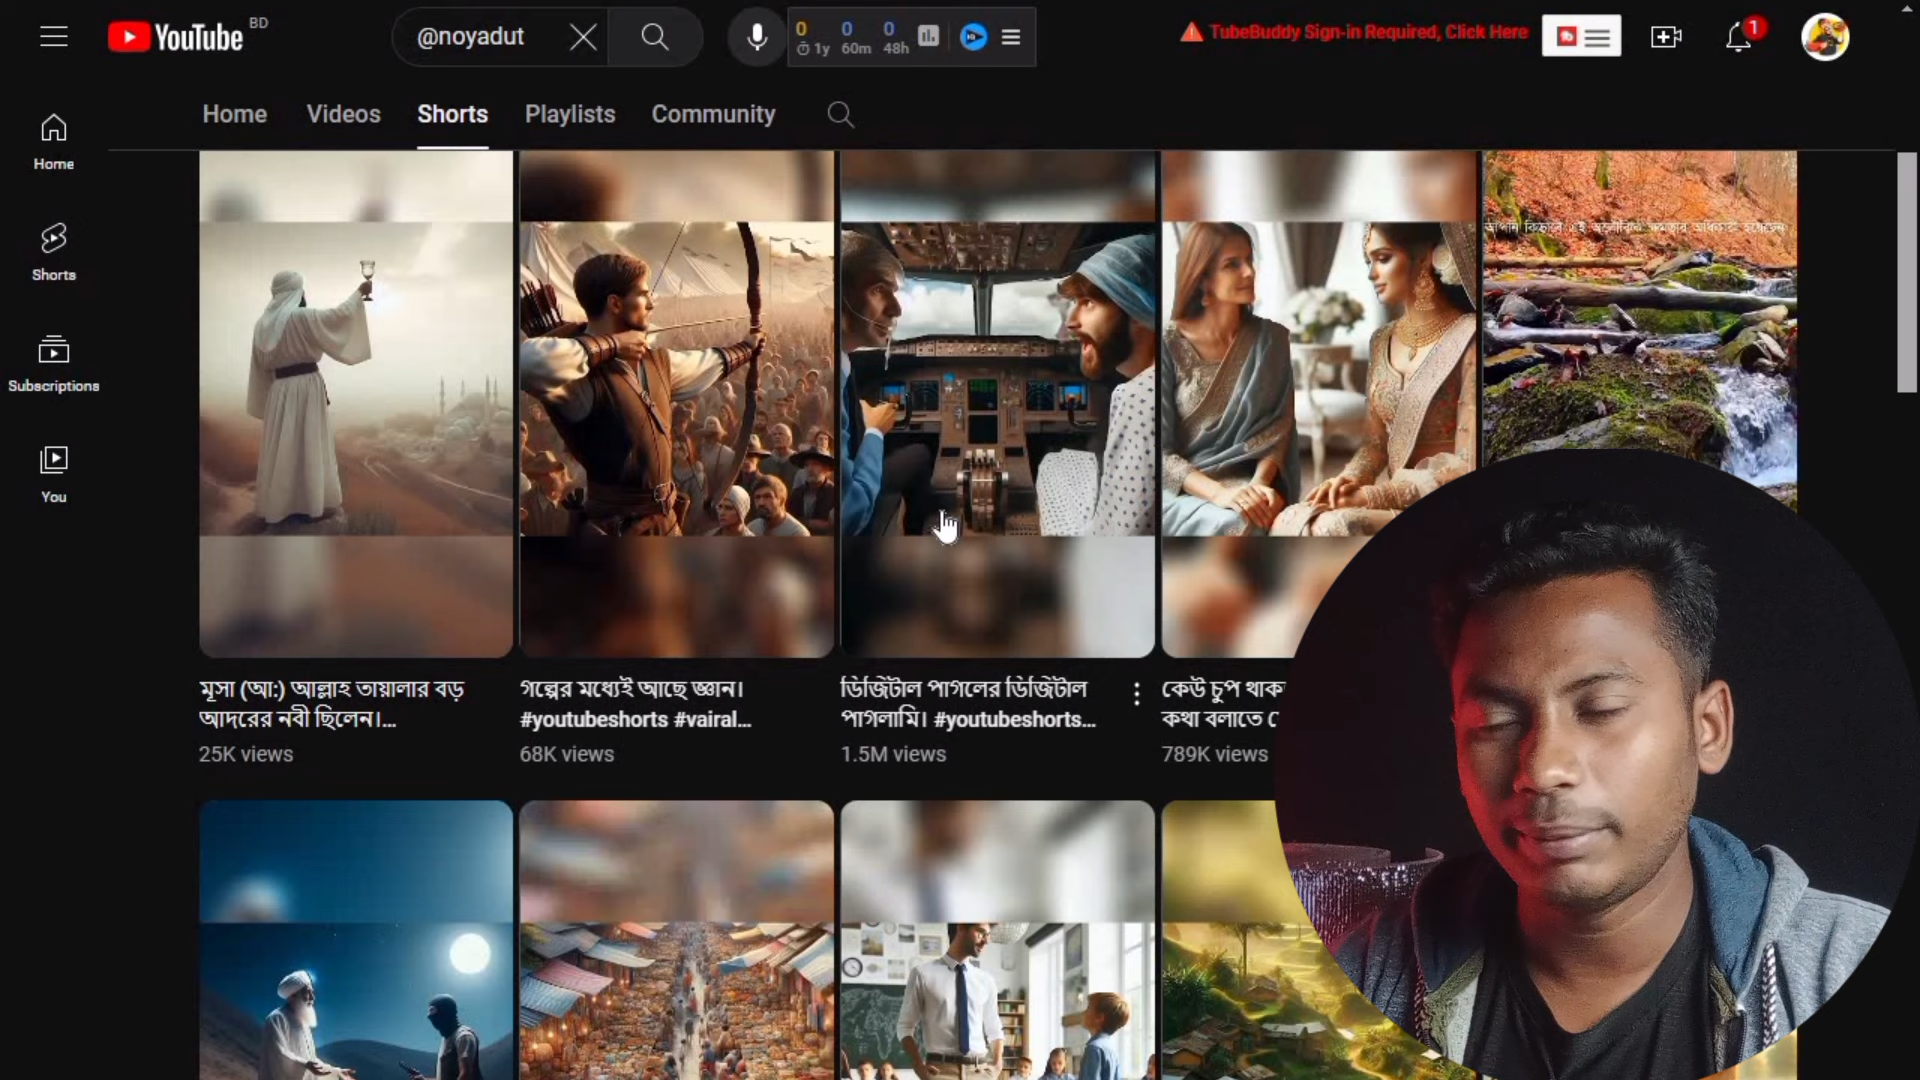 YouTube BD
@noyadut
0 0 0
1y 60m 48h
TubeBuddy Sign-in Required, Click Here
1
Home Videos Shorts Playlists Community
Home
Shorts
Subscriptions
You
মূসা (আ:) আল্লাহ তায়ালার বড়
আদরের নবী ছিলেন।...
25K views
গল্পের মধ্যেই আছে জ্ঞান।
#youtubeshorts #vairal...
68K views
ডিজিটাল পাগলের ডিজিটাল
পাগলামি। #youtubeshorts...
1.5M views
কেউ চুপ থাক
কথা বলাতে
789K views